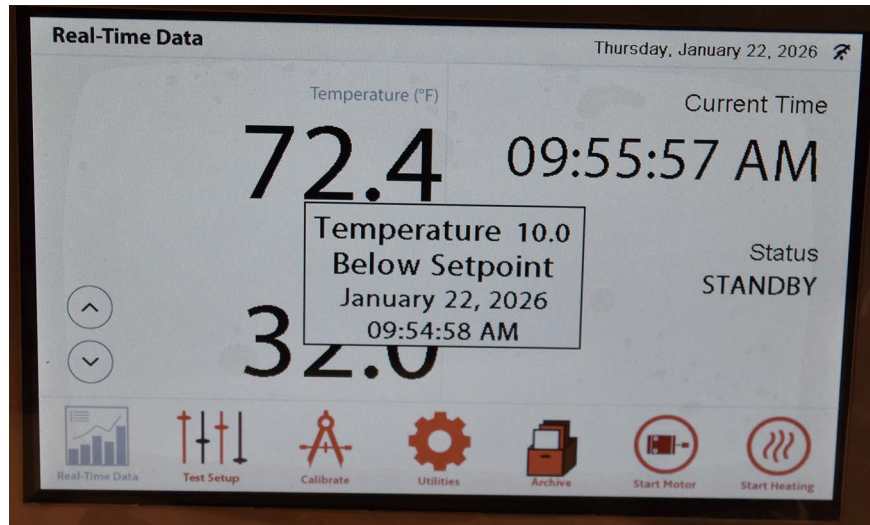 Real-Time Data
Thursday, January 22, 2026
Temperature (°F)
72.4
Current Time
09:55:57 AM
Temperature 10.0
Below Setpoint
January 22, 2026
09:54:58 AM
Status
STANDBY
32.0
Real-Time Data
Test Setup
Calibrate
Utilities
Archive
Start Motor
Start Heating